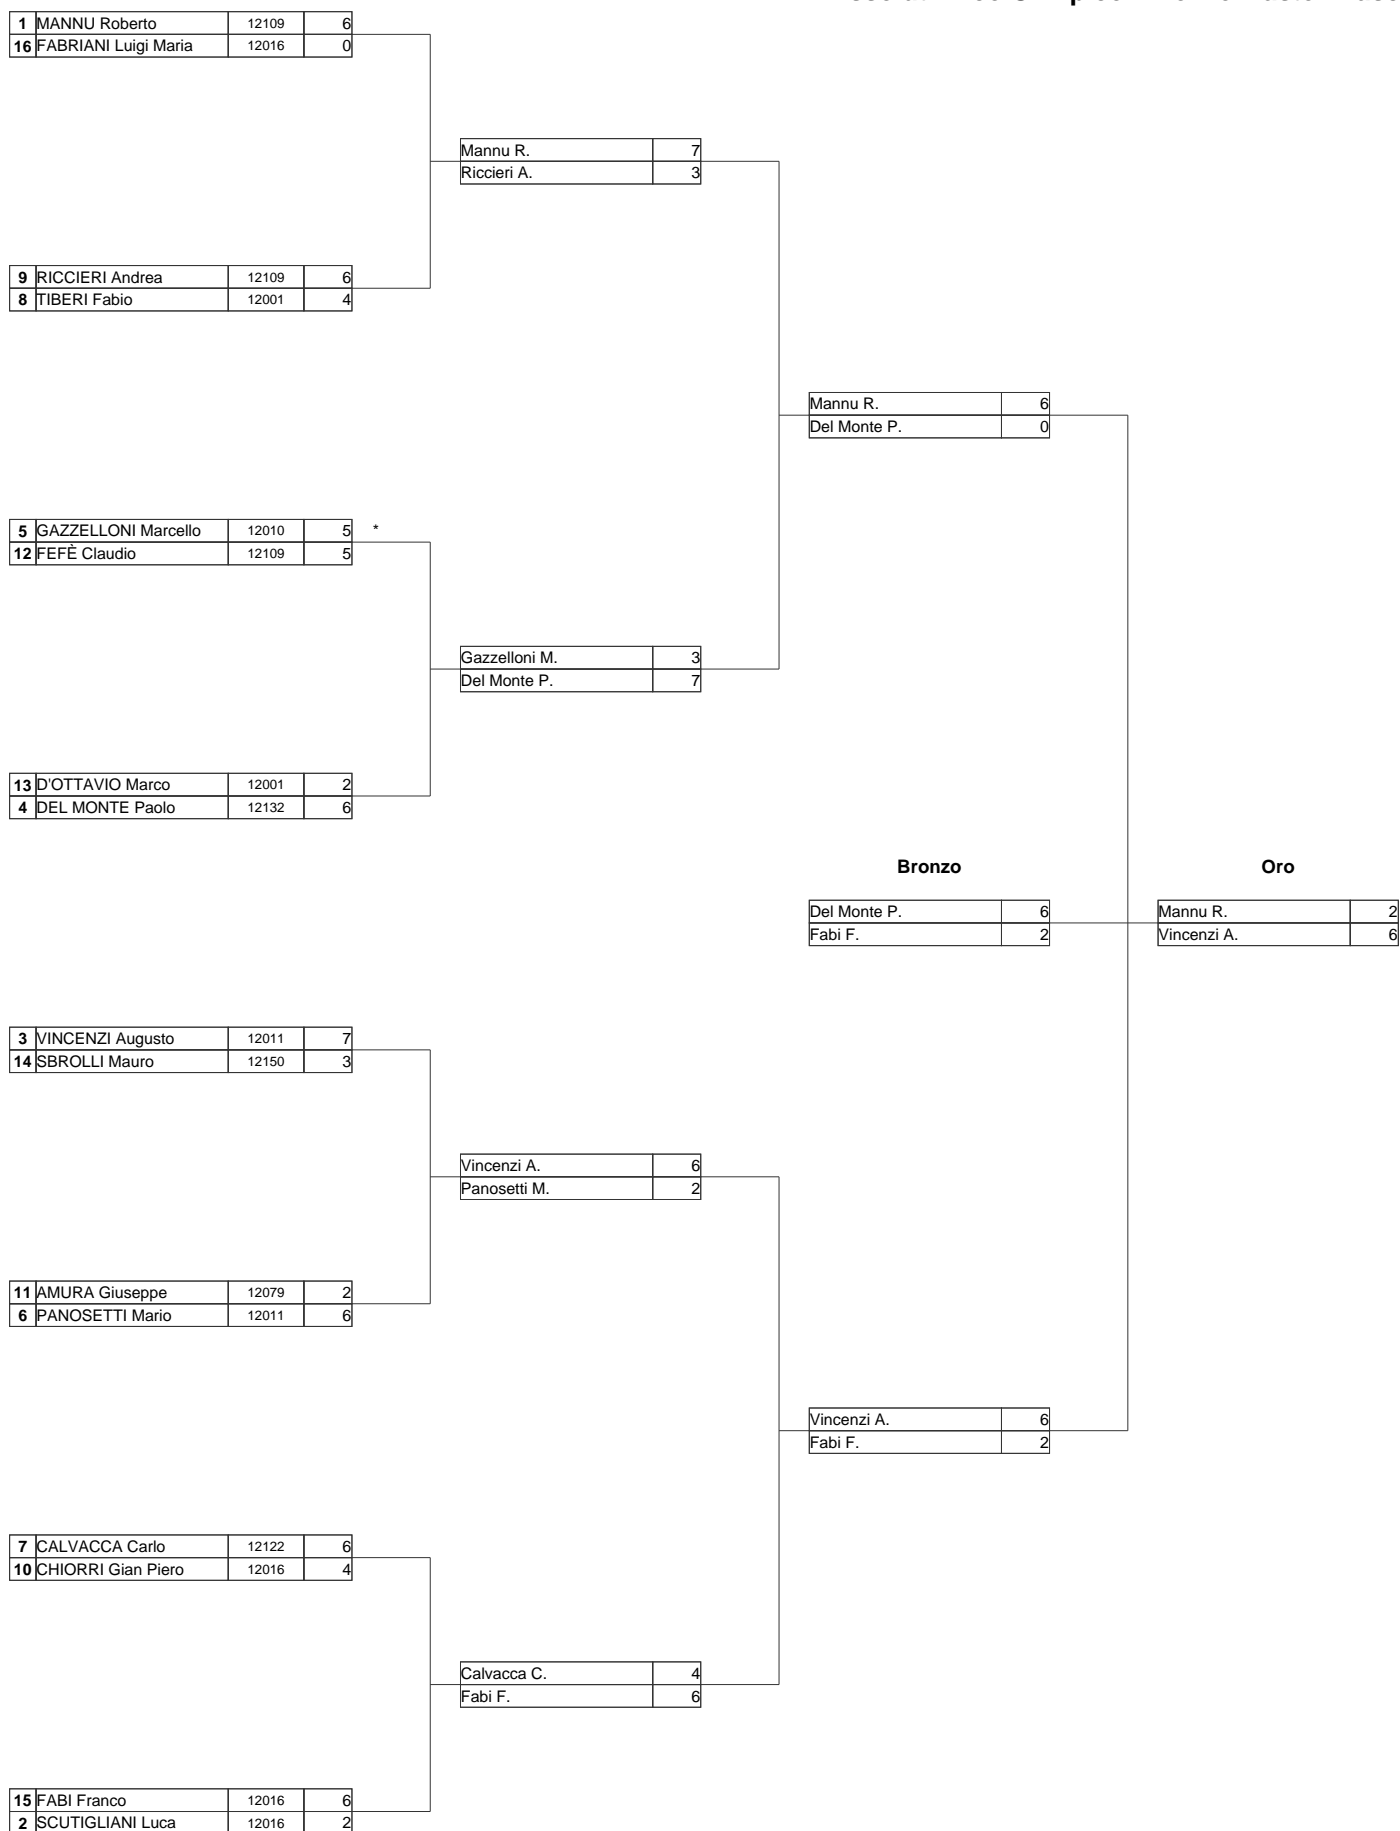 1 MANNU Roberto 12109 6
16 FABRIANI Luigi Maria 12016 0
Mannu R. 7
Riccieri A. 3
9 RICCIERI Andrea 12109 6
8 TIBERI Fabio 12001 4
Mannu R. 6
Del Monte P. 0
5 GAZZELLONI Marcello 12010 5 *
12 FEFÈ Claudio 12109 5
Gazzelloni M. 3
Del Monte P. 7
13 D'OTTAVIO Marco 12001 2
4 DEL MONTE Paolo 12132 6
Bronzo Oro
Del Monte P. 6 Mannu R. 2
Fabi F. 2 Vincenzi A. 6
3 VINCENZI Augusto 12011 7
14 SBROLLI Mauro 12150 3
Vincenzi A. 6
Panosetti M. 2
11 AMURA Giuseppe 12079 2
6 PANOSETTI Mario 12011 6
Vincenzi A. 6
Fabi F. 2
7 CALVACCA Carlo 12122 6
10 CHIORRI Gian Piero 12016 4
Calvacca C. 4
Fabi F. 6
15 FABI Franco 12016 6
2 SCUTIGLIANI Luca 12016 2